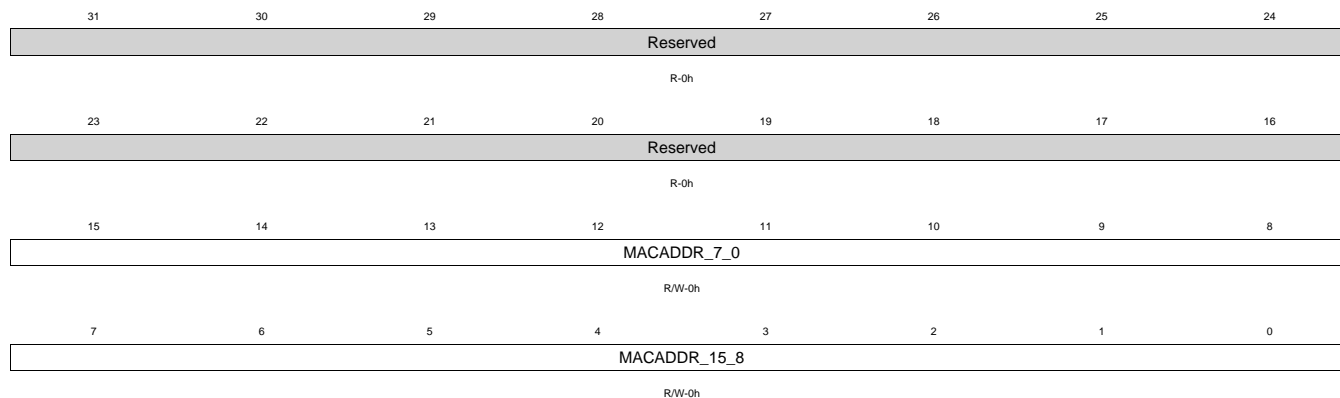 31 30 29 28 27 26 25 24
Reserved
R-0h
23 22 21 20 19 18 17 16
Reserved
R-0h
15 14 13 12 11 10 9 8
MACADDR_7_0
R/W-0h
7 6 5 4 3 2 1 0
MACADDR_15_8
R/W-0h